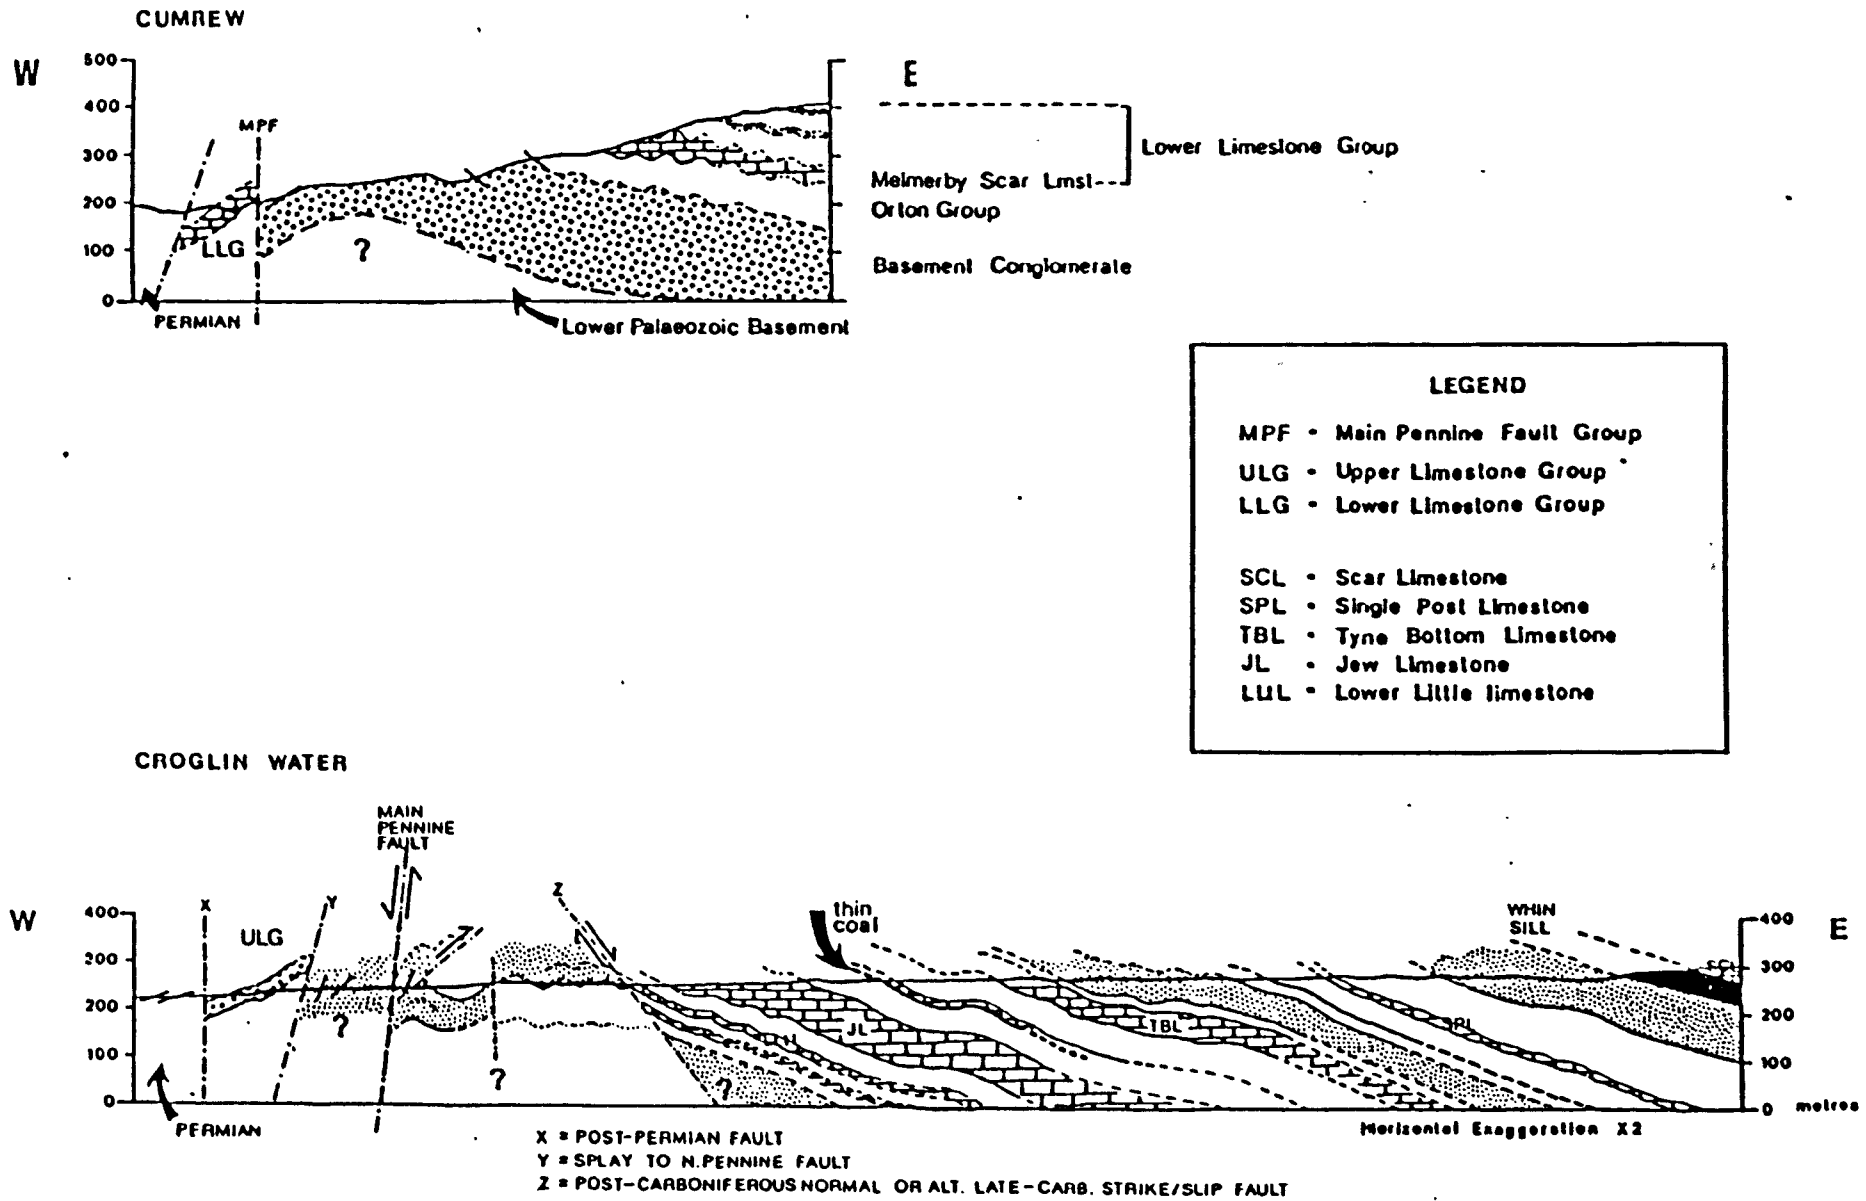 CUMREW
W
E
500
400
300
200
100
0
MPF
LLG
?
PERMIAN
Lower Palaeozoic Basement
Lower Limestone Group
Melmerby Scar Lmst
Orton Group
Basement Conglomerate
LEGEND
MPF - Main Pennine Fault Group
ULG - Upper Limestone Group
LLG - Lower Limestone Group
SCL - Scar Limestone
SPL - Single Post Limestone
TBL - Tyne Bottom Limestone
JL - Jew Limestone
LLL - Lower Little limestone
CROGLIN WATER
MAIN
PENNINE
FAULT
W
E
400
200
200
100
0
X
ULG
Y
Z
thin
coal
WHIN
SILL
SCL
400
300
200
100
0 metres
JL
TBL
SPL
?
?
?
PERMIAN
Horizontal Exaggeration X2
X = POST-PERMIAN FAULT
Y = SPLAY TO N.PENNINE FAULT
Z = POST-CARBONIFEROUS NORMAL OR ALT. LATE-CARB. STRIKE/SLIP FAULT